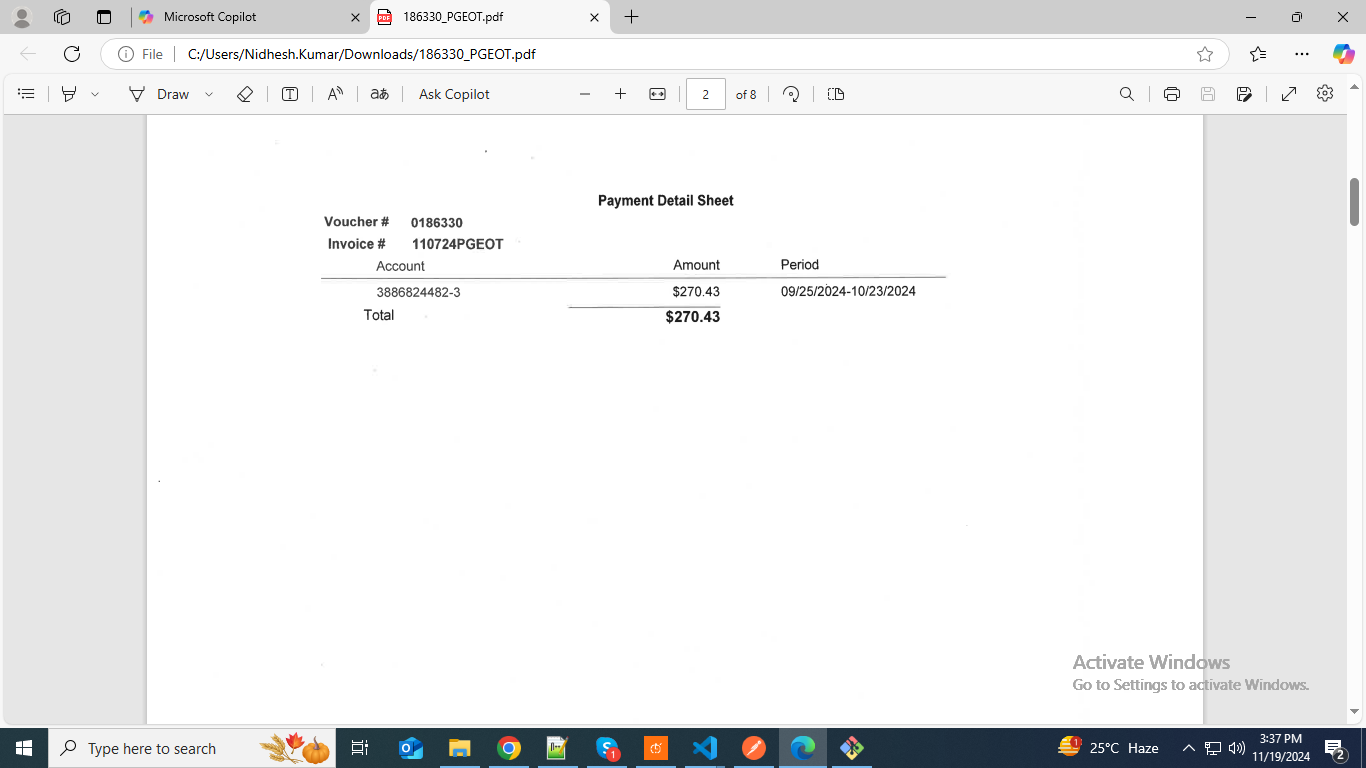 Microsoft Copilot
186330_PGEOT.pdf
File
C:/Users/Nidhesh.Kumar/Downloads/186330_PGEOT.pdf
Draw
Ask Copilot
2 of 8
Payment Detail Sheet
Voucher # 0186330
Invoice # 110724PGEOT
Account Amount Period
3886824482-3 $270.43 09/25/2024-10/23/2024
Total $270.43
Activate Windows
Go to Settings to activate Windows.
Type here to search
25°C Haze
3:37 PM
11/19/2024